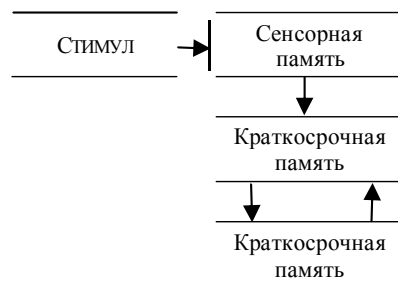 СТИМУЛ
Сенсорная
память
Краткосрочная
память
Краткосрочная
память